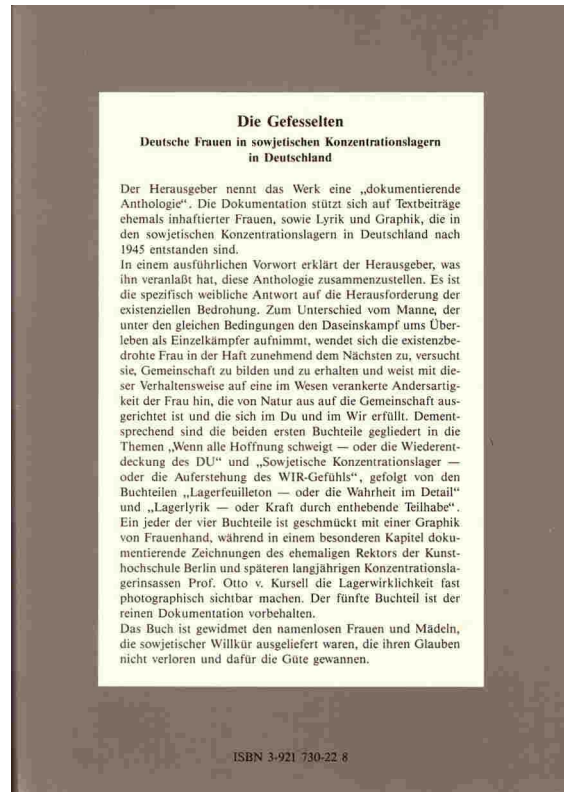 Die Gefesselten
Deutsche Frauen in sowjetischen Konzentrationslagern
in Deutschland
Der Herausgeber nennt das Werk eine „dokumentierende
Anthologie“. Die Dokumentation stützt sich auf Textbeiträge
ehemals inhaftierter Frauen, sowie Lyrik und Graphik, die in
den sowjetischen Konzentrationslagern in Deutschland nach
1945 entstanden sind.
In einem ausführlichen Vorwort erklärt der Herausgeber, was
ihn veranlaßt hat, diese Anthologie zusammenzustellen. Es ist
die spezifisch weibliche Antwort auf die Herausforderung der
existenziellen Bedrohung. Zum Unterschied vom Manne, der
unter den gleichen Bedingungen den Daseinskampf ums Über-
leben als Einzelkämpfer aufnimmt, wendet sich die existenzbe-
drohte Frau in der Haft zunehmend dem Nächsten zu, versucht
sie, Gemeinschaft zu bilden und zu erhalten und weist mit die-
ser Verhaltensweise auf eine im Wesen verankerte Andersartig-
keit der Frau hin, die von Natur aus auf die Gemeinschaft aus-
gerichtet ist und die sich im Du und im Wir erfüllt. Dement-
sprechend sind die beiden ersten Buchteile gegliedert in die
Themen „Wenn alle Hoffnung schweigt — oder die Wiederent-
deckung des DU“ und „Sowjetische Konzentrationslager —
oder die Auferstehung des WIR-Gefühls“, gefolgt von den
Buchteilen „Lagerfeuilleton — oder die Wahrheit im Detail“
und „Lagerlyrik — oder Kraft durch enthebende Teilhabe“.
Ein jeder der vier Buchteile ist geschmückt mit einer Graphik
von Frauenhand, während in einem besonderen Kapitel doku-
mentierende Zeichnungen des ehemaligen Rektors der Kunst-
hochschule Berlin und späteren langjährigen Konzentrationsla-
gerinsassen Prof. Otto v. Kursell die Lagerwirklichkeit fast
photographisch sichtbar machen. Der fünfte Buchteil ist der
reinen Dokumentation vorbehalten.
Das Buch ist gewidmet den namenlosen Frauen und Mädeln,
die sowjetischer Willkür ausgeliefert waren, die ihren Glauben
nicht verloren und dafür die Güte gewannen.
ISBN 3-921 730-22 8